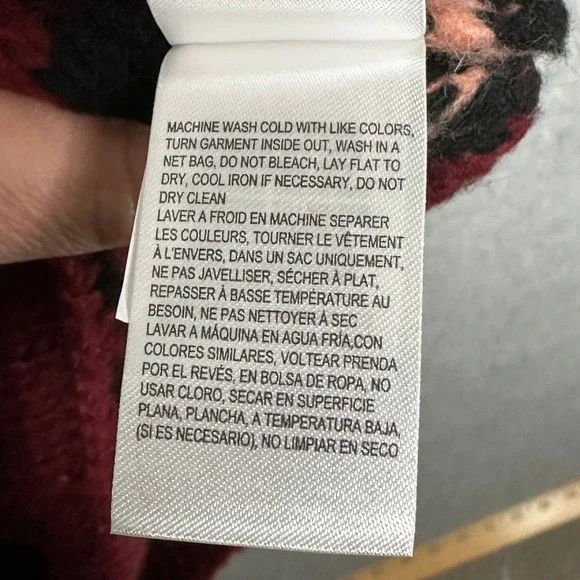 MACHINE WASH COLD WITH LIKE COLORS,
TURN GARMENT INSIDE OUT, WASH IN A
NET BAG, DO NOT BLEACH, LAY FLAT TO
DRY, COOL IRON IF NECESSARY, DO NOT
DRY CLEAN
LAVER A FROID EN MACHINE SEPARER
LES COULEURS, TOURNER LE VÊTEMENT
À L'ENVERS, DANS UN SAC UNIQUEMENT,
NE PAS JAVELLISER, SÉCHER À PLAT,
REPASSER À BASSE TEMPÉRATURE AU
BESOIN, NE PAS NETTOYER À SEC
LAVAR A MÁQUINA EN AGUA FRÍA,CON
COLORES SIMILARES, VOLTEAR PRENDA
POR EL REVÉS, EN BOLSA DE ROPA, NO
USAR CLORO, SECAR EN SUPERFICIE
PLANA, PLANCHA, A TEMPERATURA BAJA,
(SI ES NECESARIO), NO LIMPIAR EN SECO